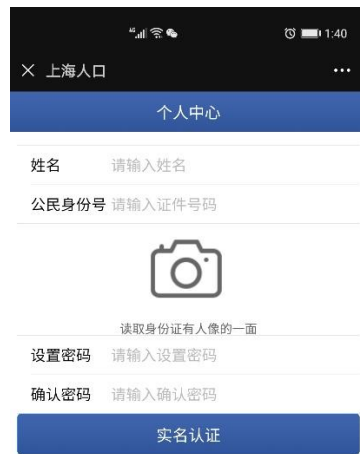 46 1:40
上海人口
个人中心
姓名 请输入姓名
公民身份号 请输入证件号码
读取身份证有人像的一面
设置密码 请输入设置密码
确认密码 请输入确认密码
实名认证